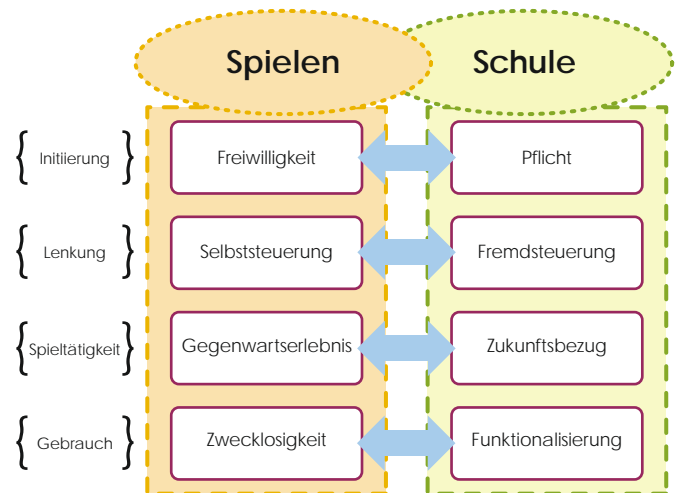 Spielen Schule
{ Initiierung } Freiwilligkeit Pflicht
{ Lenkung } Selbststeuerung Fremdsteuerung
{ Spieltätigkeit } Gegenwartserlebnis Zukunftsbezug
{ Gebrauch } Zwecklosigkeit Funktionalisierung